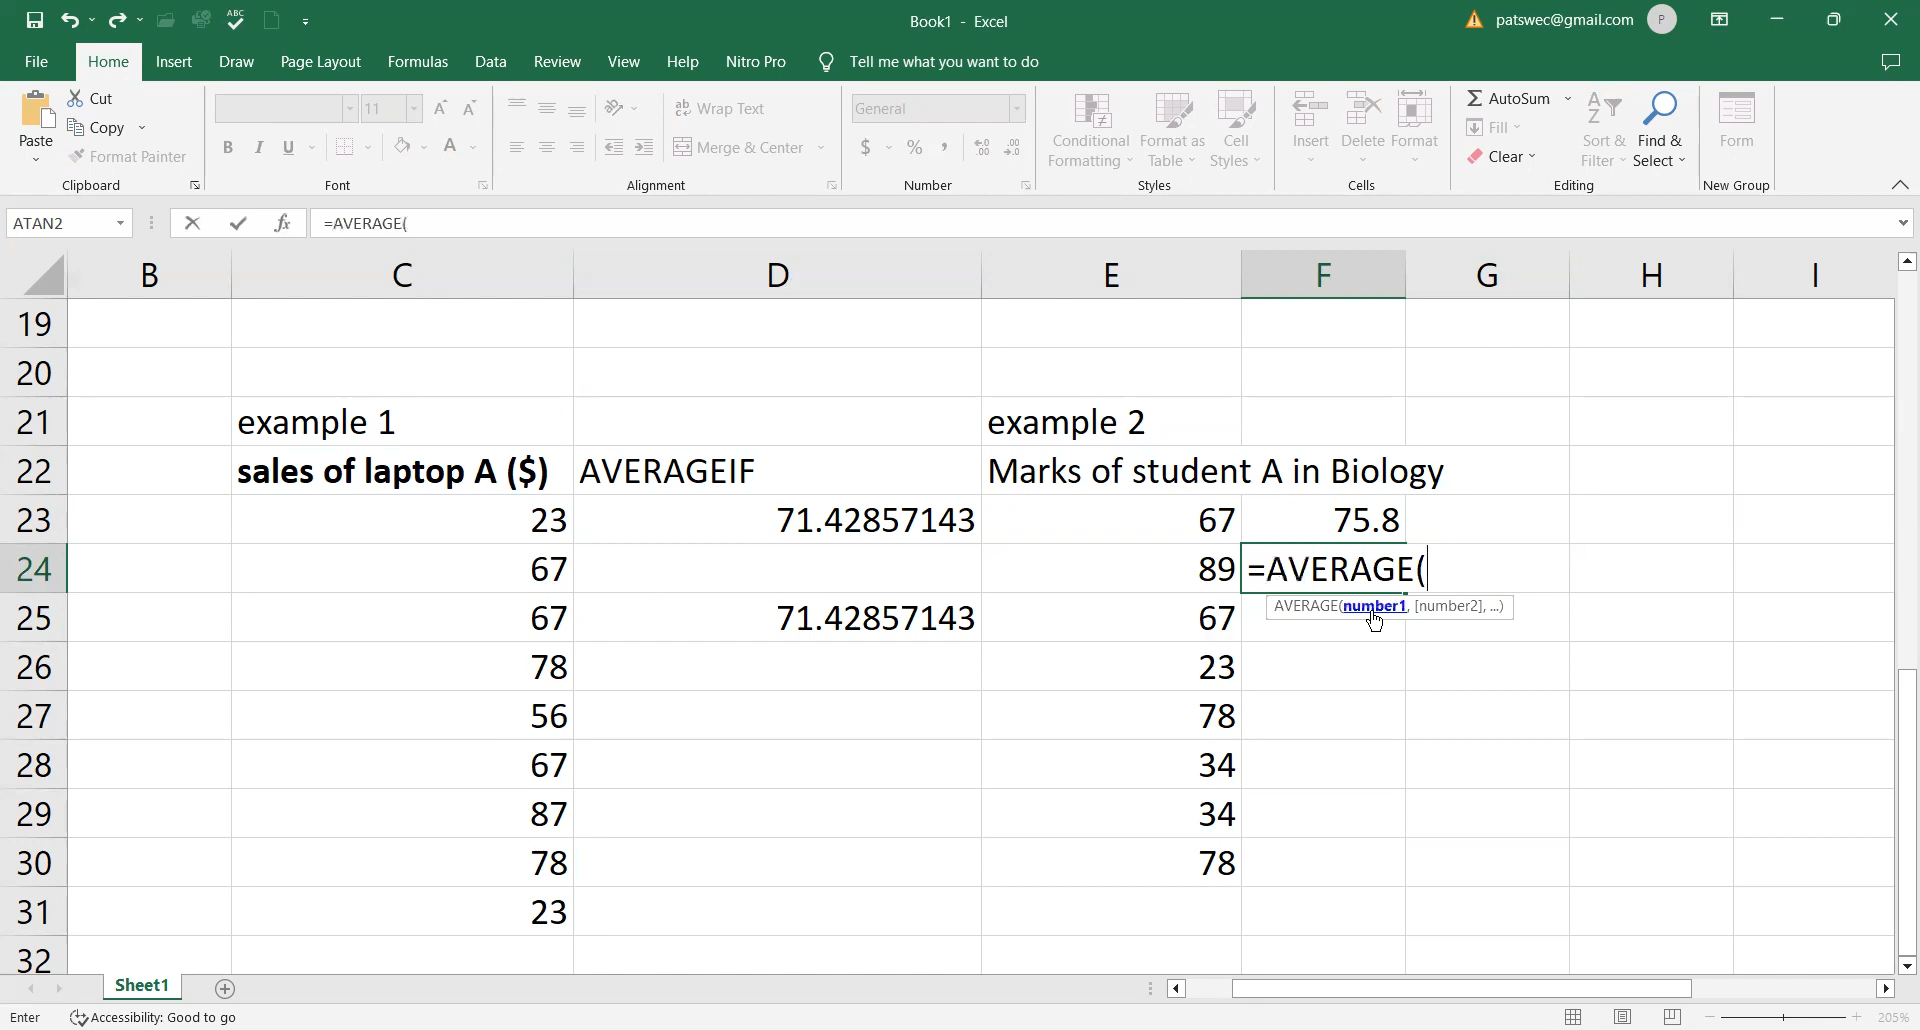 ABC
Book1 - Excel
patswec@gmail.com
P
File Home Insert Draw Page Layout Formulas Data Review View Help Nitro Pro Tell me what you want to do
Paste
Cut
Copy
Format Painter
Clipboard
11
A A
B I U A
Font
ab Wrap Text
Merge & Center
Alignment
General
$ % ,
Number
Conditional Formatting
Format as Table
Cell Styles
Styles
Insert
Delete
Format
Cells
AutoSum
Fill
Clear
Sort & Filter
Find & Select
Editing
Form
New Group
ATAN2
fx
=AVERAGE(
B C D E F G H I
19
20
21 example 1 example 2
22 sales of laptop A ($) AVERAGEIF Marks of student A in Biology
23 23 71.42857143 67 75.8
24 67 89 =AVERAGE(
AVERAGE(number1, [number2], ...)
25 67 71.42857143 67
26 78 23
27 56 78
28 67 34
29 87 34
30 78 78
31 23
32
Sheet1
Enter
Accessibility: Good to go
205%